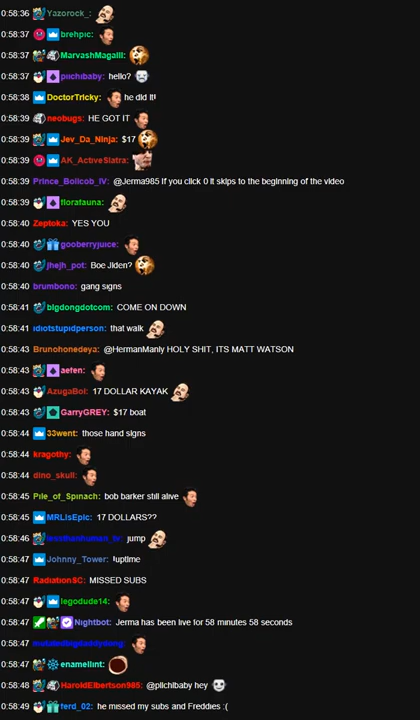 0:58:36 Yazorock_:
0:58:37 brehpic:
0:58:37 MarvashMagalli:
0:58:37 piichibaby: hello?
0:58:38 DoctorTricky: he did it!
0:58:39 neobugs: HE GOT IT
0:58:39 Jev_Da_Ninja: $17
0:58:39 AK_ActiveSlatra:
0:58:39 Prince_Bolicob_IV: @Jerma985 if you click 0 it skips to the beginning of the video
0:58:39 florafauna:
0:58:40 Zeptoka: YES YOU
0:58:40 gooberryjuice:
0:58:40 jhejh_pot: Boe Jiden?
0:58:40 brumbono: gang signs
0:58:41 bigdongdotcom: COME ON DOWN
0:58:41 idiotstupidperson: that walk
0:58:43 Brunohonedeya: @HermanManly HOLY SHIT, ITS MATT WATSON
0:58:43 aefen:
0:58:43 AzugaBoi: 17 DOLLAR KAYAK
0:58:43 GarryGREY: $17 boat
0:58:44 33went: those hand signs
0:58:44 kragothy:
0:58:44 dino_skull:
0:58:45 Pile_of_Spinach: bob barker still alive
0:58:45 MRLisEpic: 17 DOLLARS??
0:58:46 jump
0:58:47 Johnny_Tower: !uptime
0:58:47 RadiationSC: MISSED SUBS
0:58:47 legodude14:
0:58:47 Nightbot: Jerma has been live for 58 minutes 58 seconds
0:58:47
0:58:47 enamelint:
0:58:48 HaroldElbertson985: @piichibaby hey
0:58:49 ferd_02: he missed my subs and Freddies :(